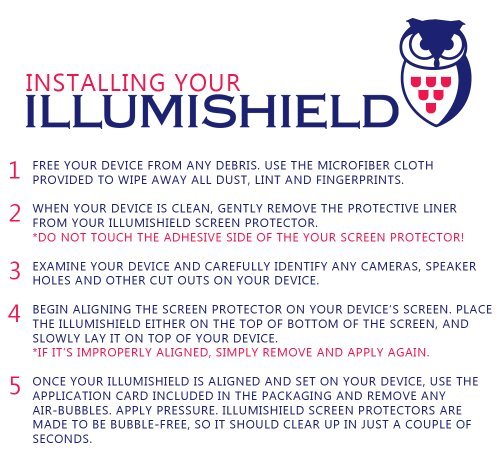 INSTALLING YOUR
ILLUMISHIELD
1 FREE YOUR DEVICE FROM ANY DEBRIS. USE THE MICROFIBER CLOTH
PROVIDED TO WIPE AWAY ALL DUST, LINT AND FINGERPRINTS.
2 WHEN YOUR DEVICE IS CLEAN, GENTLY REMOVE THE PROTECTIVE LINER
FROM YOUR ILLUMISHIELD SCREEN PROTECTOR.
*DO NOT TOUCH THE ADHESIVE SIDE OF THE YOUR SCREEN PROTECTOR!
3 EXAMINE YOUR DEVICE AND CAREFULLY IDENTIFY ANY CAMERAS, SPEAKER
HOLES AND OTHER CUT OUTS ON YOUR DEVICE.
4 BEGIN ALIGNING THE SCREEN PROTECTOR ON YOUR DEVICE'S SCREEN. PLACE
THE ILLUMISHIELD EITHER ON THE TOP OF BOTTOM OF THE SCREEN, AND
SLOWLY LAY IT ON TOP OF YOUR DEVICE.
*IF IT'S IMPROPERLY ALIGNED, SIMPLY REMOVE AND APPLY AGAIN.
5 ONCE YOUR ILLUMISHIELD IS ALIGNED AND SET ON YOUR DEVICE, USE THE
APPLICATION CARD INCLUDED IN THE PACKAGING AND REMOVE ANY
AIR-BUBBLES. APPLY PRESSURE. ILLUMISHIELD SCREEN PROTECTORS ARE
MADE TO BE BUBBLE-FREE, SO IT SHOULD CLEAR UP IN JUST A COUPLE OF
SECONDS.